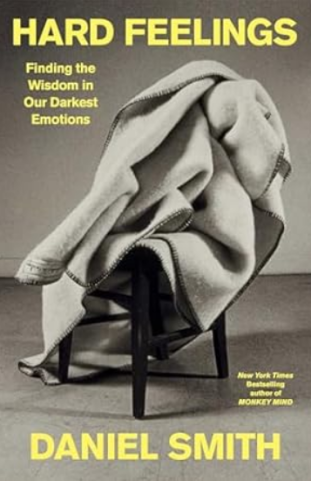 HARD FEELINGS
Finding the
Wisdom in
Our Darkest
Emotions
New York Times
Bestselling
author of
MONKEY MIND
DANIEL SMITH